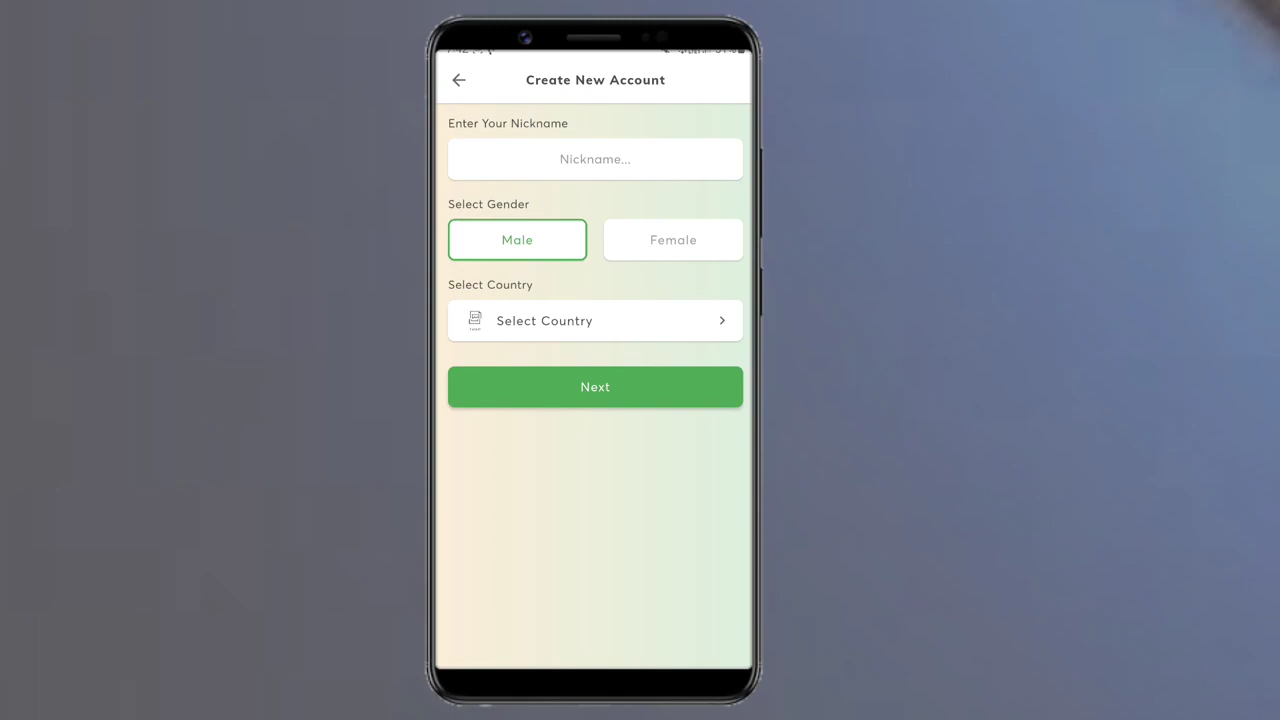 Create New Account
Enter Your Nickname
Nickname...
Select Gender
Male Female
Select Country
Select Country
Next